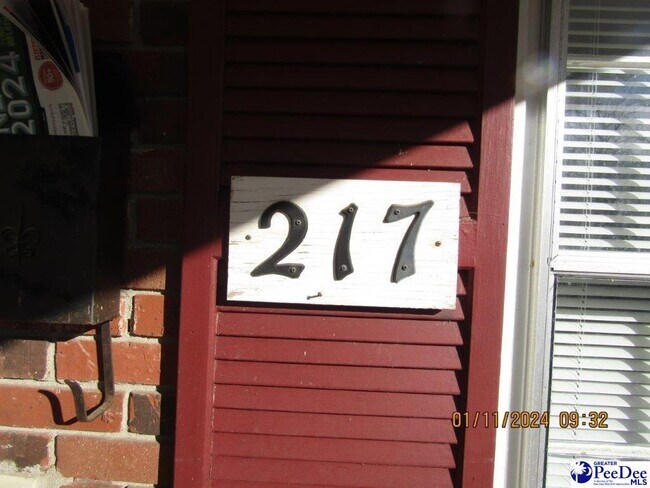 2024
217
01/11/2024 09:32
GREATER
PeeDee
MLS